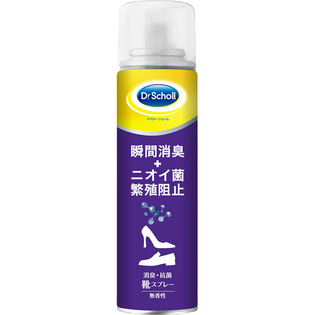 Dr.Scholl
ドクター・ショール
瞬間消臭
+
ニオイ菌
繁殖阻止
消臭・抗菌
靴スプレー
無香性